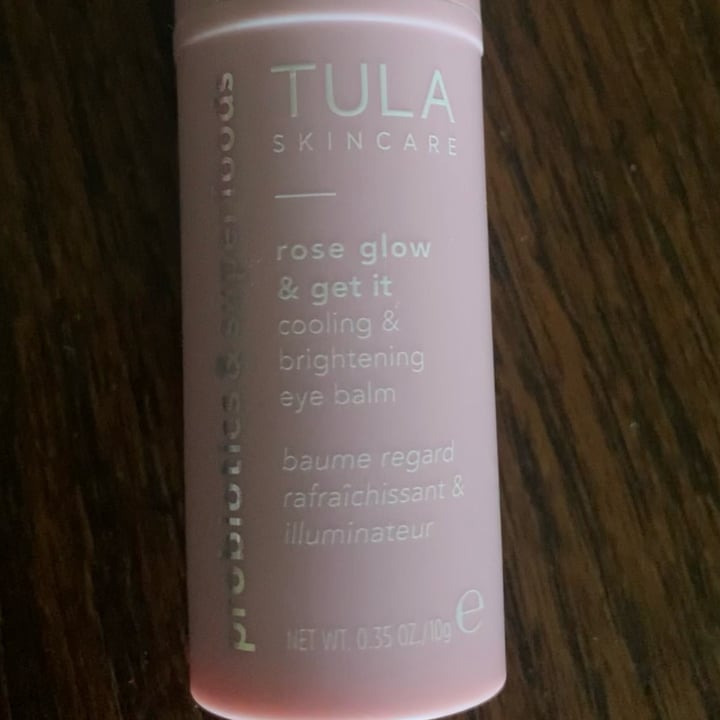 TULA
SKINCARE
rose glow
& get it
cooling &
brightening
eye balm
baume regard
rafraîchissant &
illuminateur
NET WT. 0.35 OZ./10g e
probiotics & superfoods